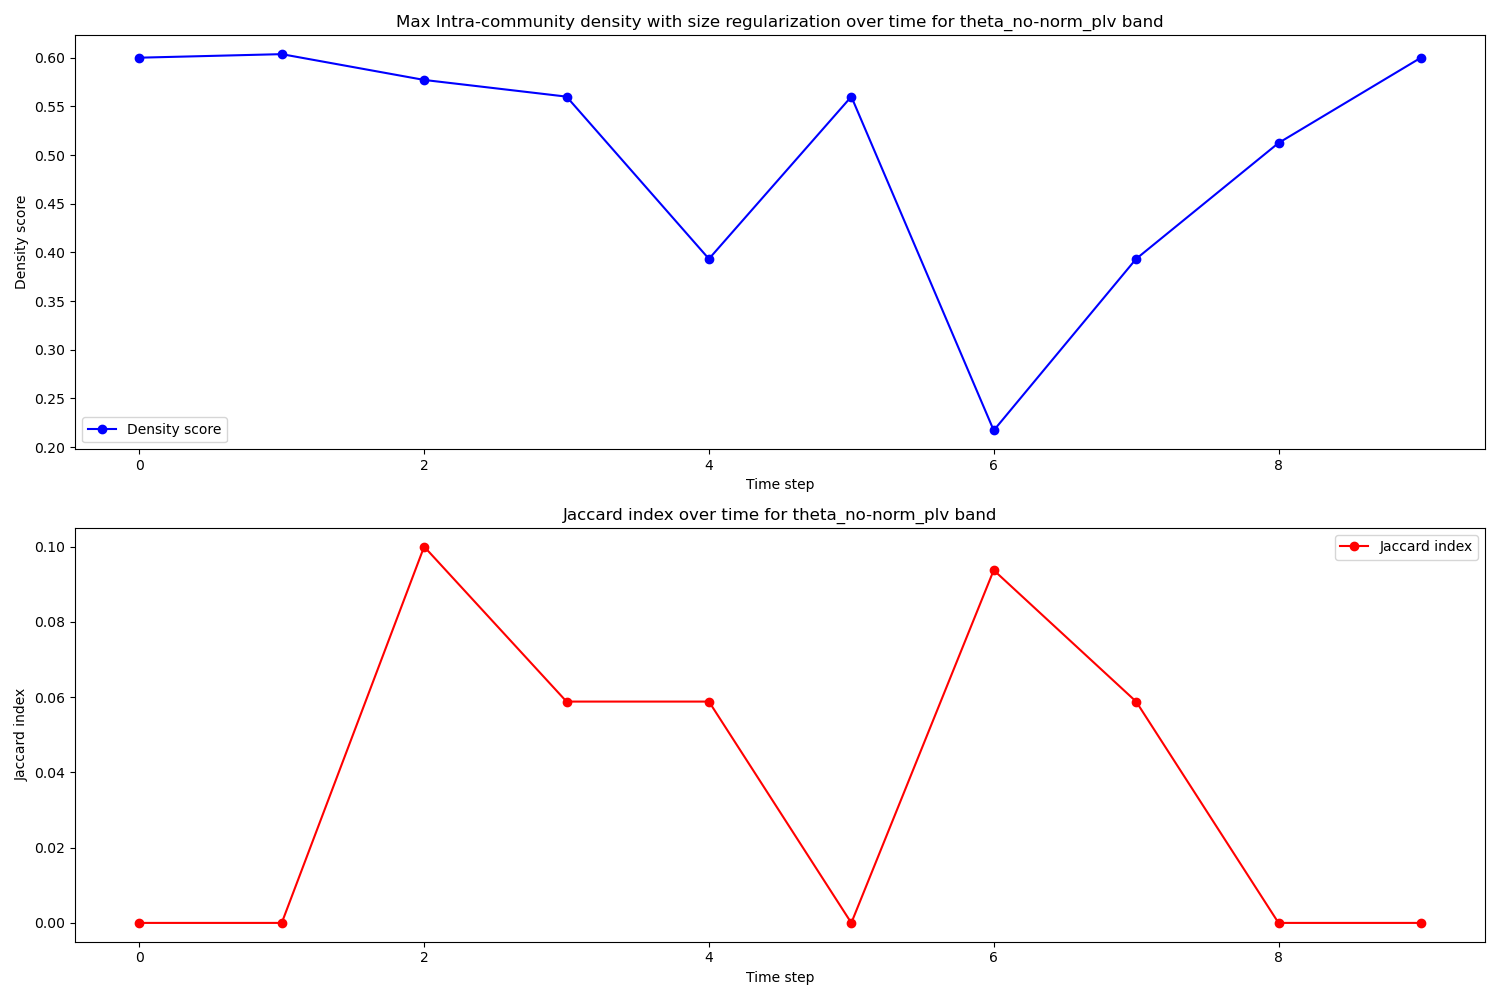 Max Intra-community density with size regularization over time for theta_no-norm_plv band
Density score
0.60
0.55
0.50
0.45
0.40
0.35
0.30
0.25
0.20
Density score
0 2 4 6 8
Time step
Jaccard index over time for theta_no-norm_plv band
Jaccard index
0.10
0.08
0.06
0.04
0.02
0.00
Jaccard index
0 2 4 6 8
Time step